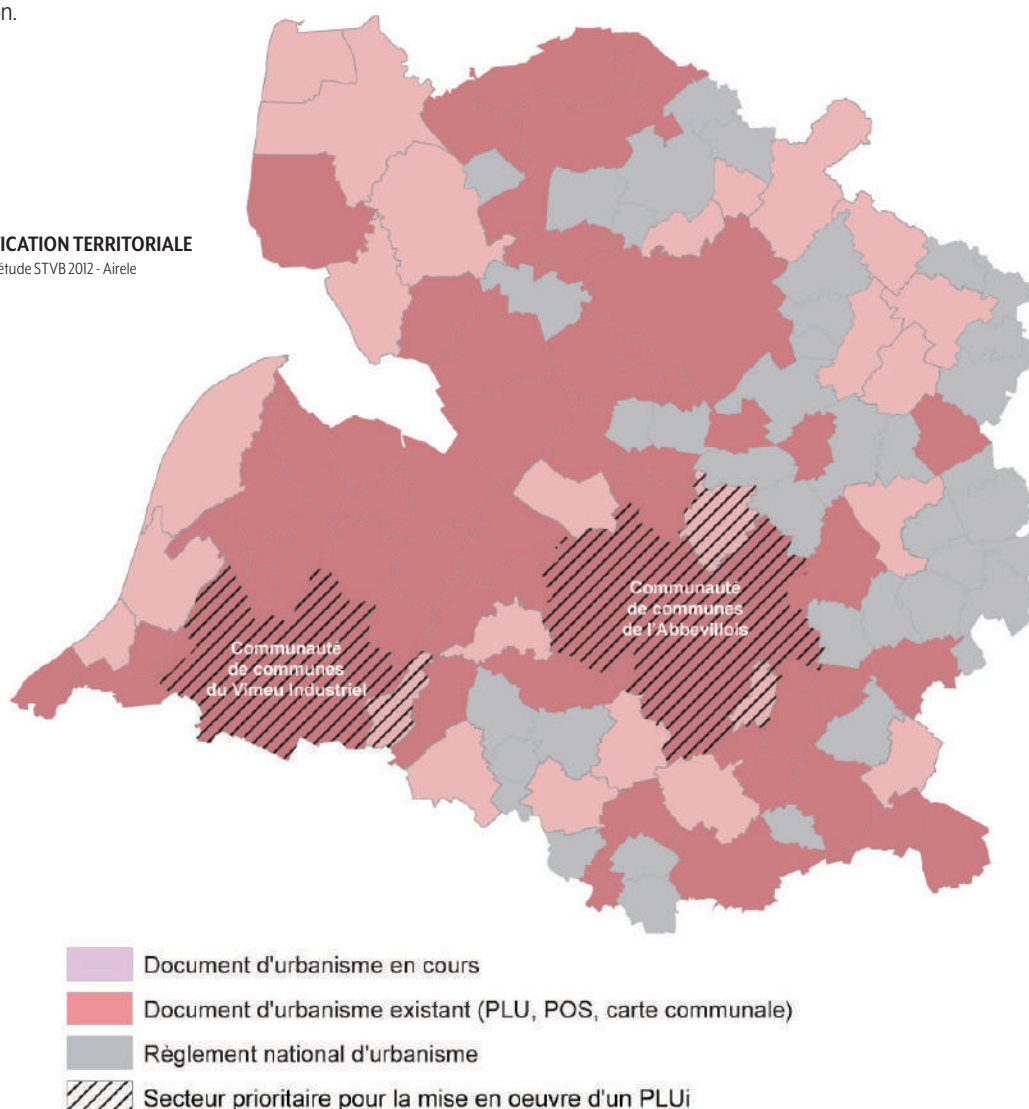 on.
ICATION TERRITORIALE
étude STVB 2012 - Airele
Communauté
de communes
de l'Abbevillois
Communauté
de communes
du Vimeu Industriel
Document d'urbanisme en cours
Document d'urbanisme existant (PLU, POS, carte communale)
Règlement national d'urbanisme
Secteur prioritaire pour la mise en oeuvre d'un PLUi